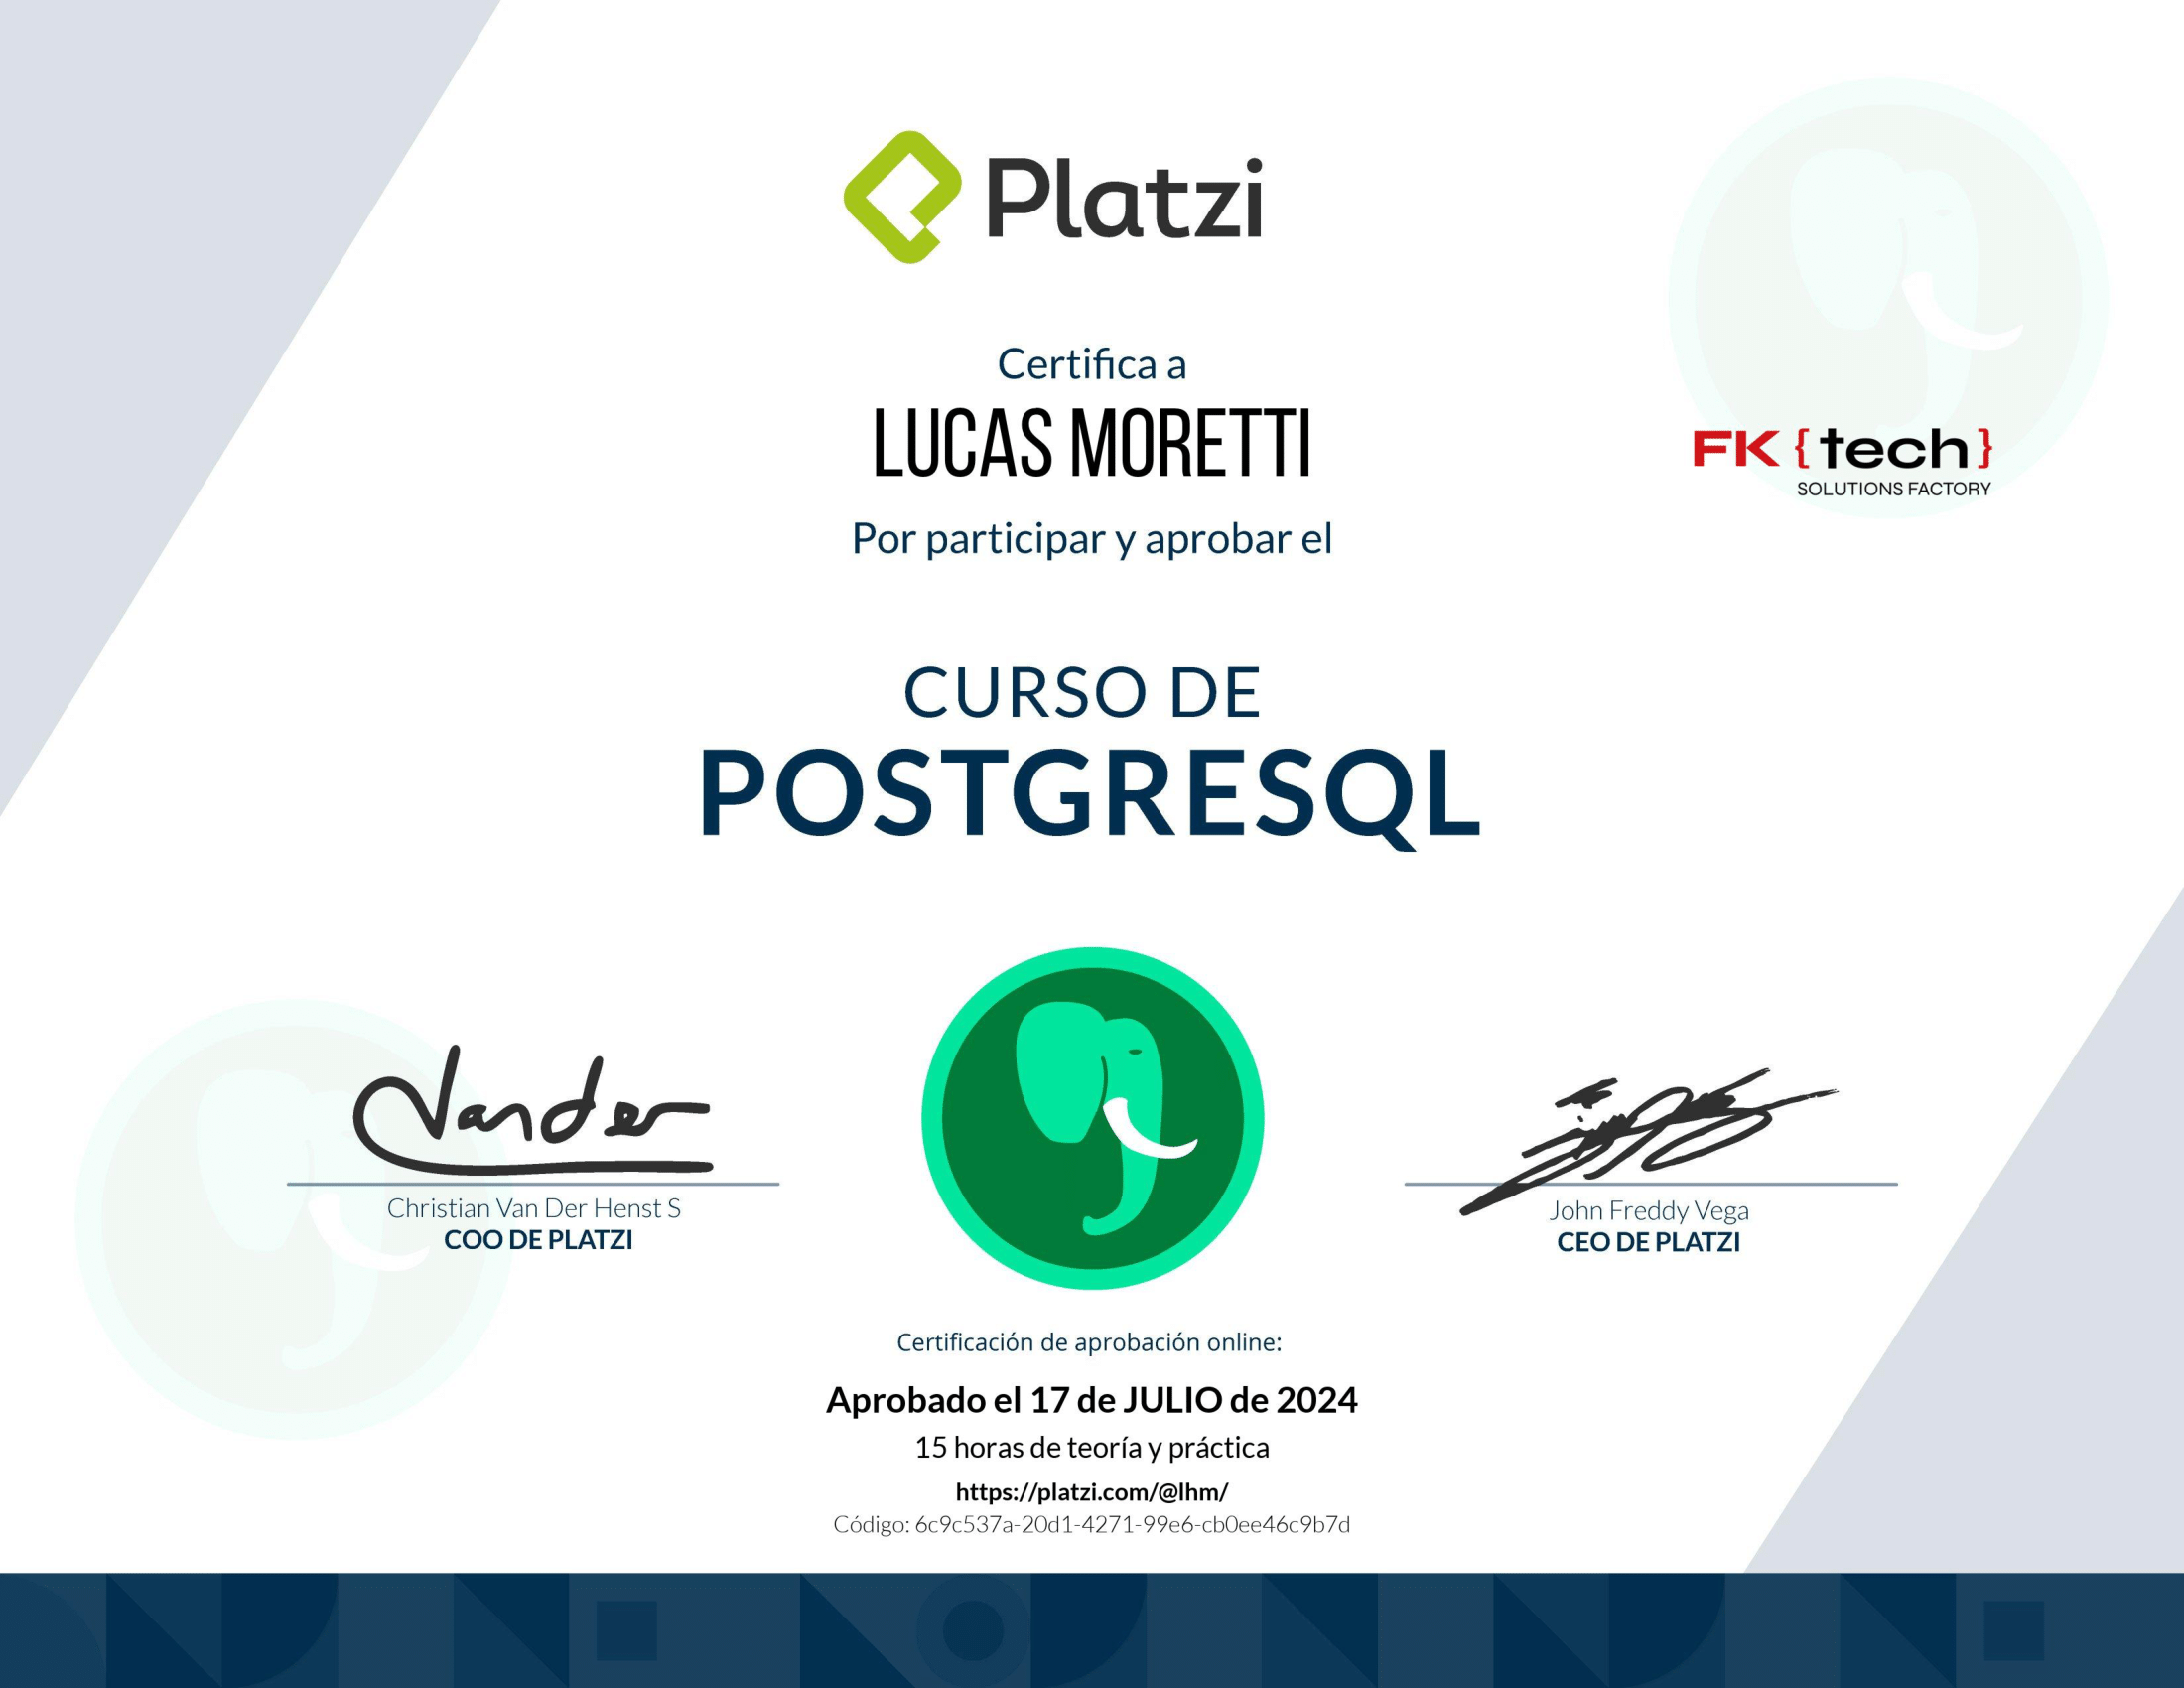 Platzi
Certifica a
LUCAS MORETTI
FK {tech}
SOLUTIONS FACTORY
Por participar y aprobar el
CURSO DE
POSTGRESQL
Vander
Christian Van Der Henst S
COO DE PLATZI
John Freddy Vega
CEO DE PLATZI
Certificación de aprobación online:
Aprobado el 17 de JULIO de 2024
15 horas de teoría y práctica
https://platzi.com/@lhm/
Código: 6c9c537a-20d1-4271-99e6-cb0ee46c9b7d